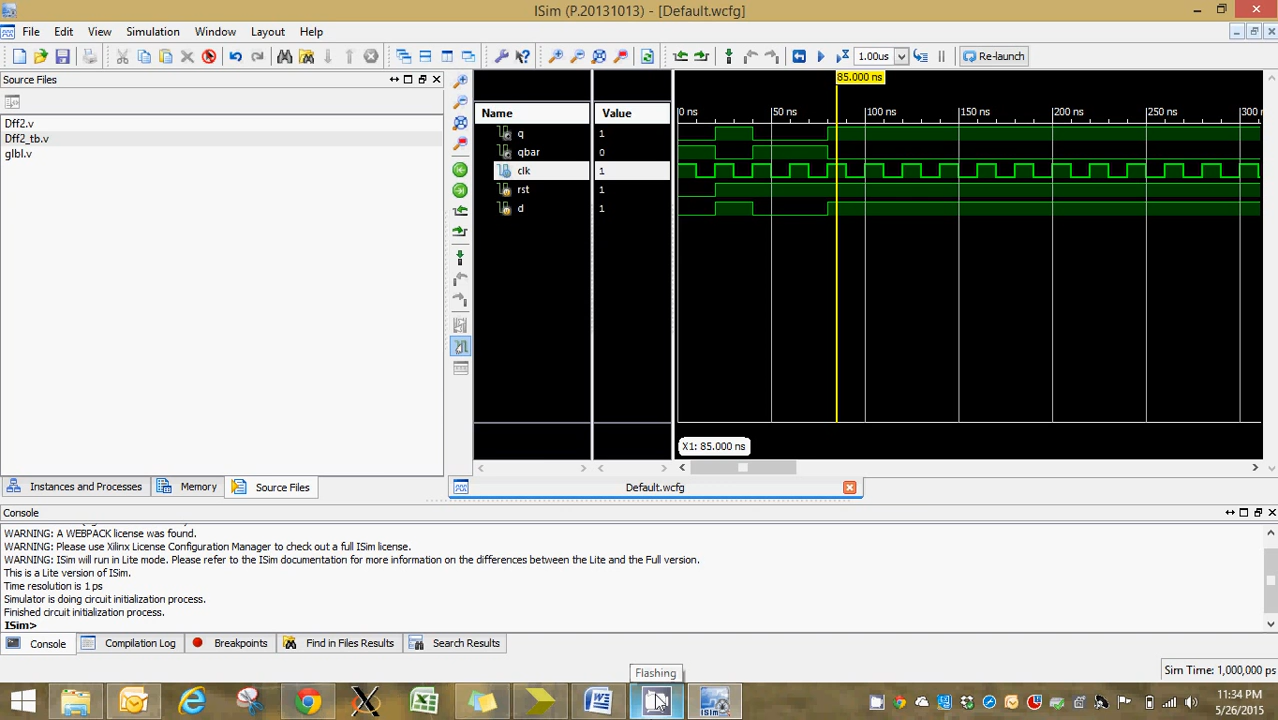 ISim (P.20131013) - [Default.wcfg]
File Edit View Simulation Window Layout Help
1.00us Re-launch
Source Files
Dff2.v
Dff2_tb.v
glbl.v
Name Value
q 1
qbar 0
clk 1
rst 1
d 1
85.000 ns
0 ns 50 ns 100 ns 150 ns 200 ns 250 ns 300
X1: 85.000 ns
Instances and Processes Memory Source Files
Default.wcfg
Console
WARNING: A WEBPACK license was found.
WARNING: Please use Xilinx License Configuration Manager to check out a full ISim license.
WARNING: ISim will run in Lite mode. Please refer to the ISim documentation for more information on the differences between the Lite and the Full version.
This is a Lite version of ISim.
Time resolution is 1 ps
Simulator is doing circuit initialization process.
Finished circuit initialization process.
ISim>
Console Compilation Log Breakpoints Find in Files Results Search Results
Flashing
Sim Time: 1,000,000 ps
ISim
11:34 PM
5/26/2015